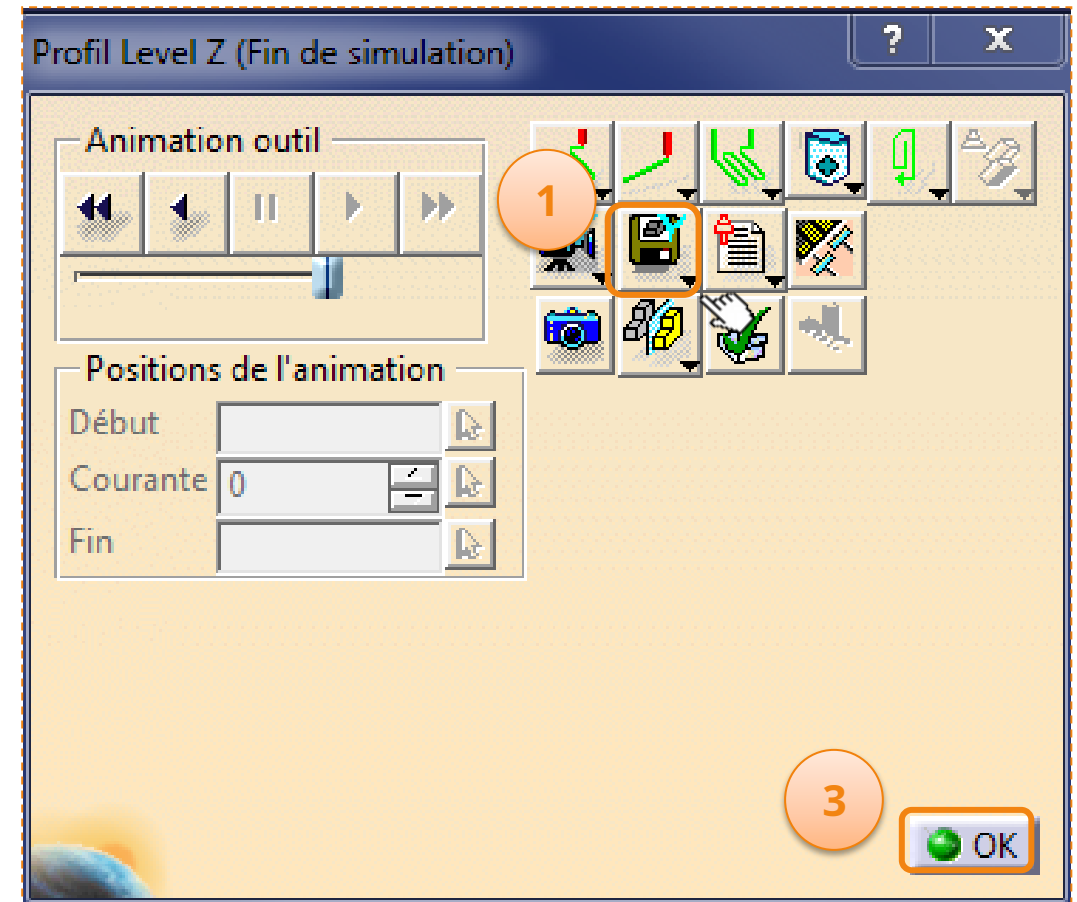 Profil Level Z (Fin de simulation)
? x
Animation outil
1
Positions de l'animation
Début
Courante 0
Fin
3
OK